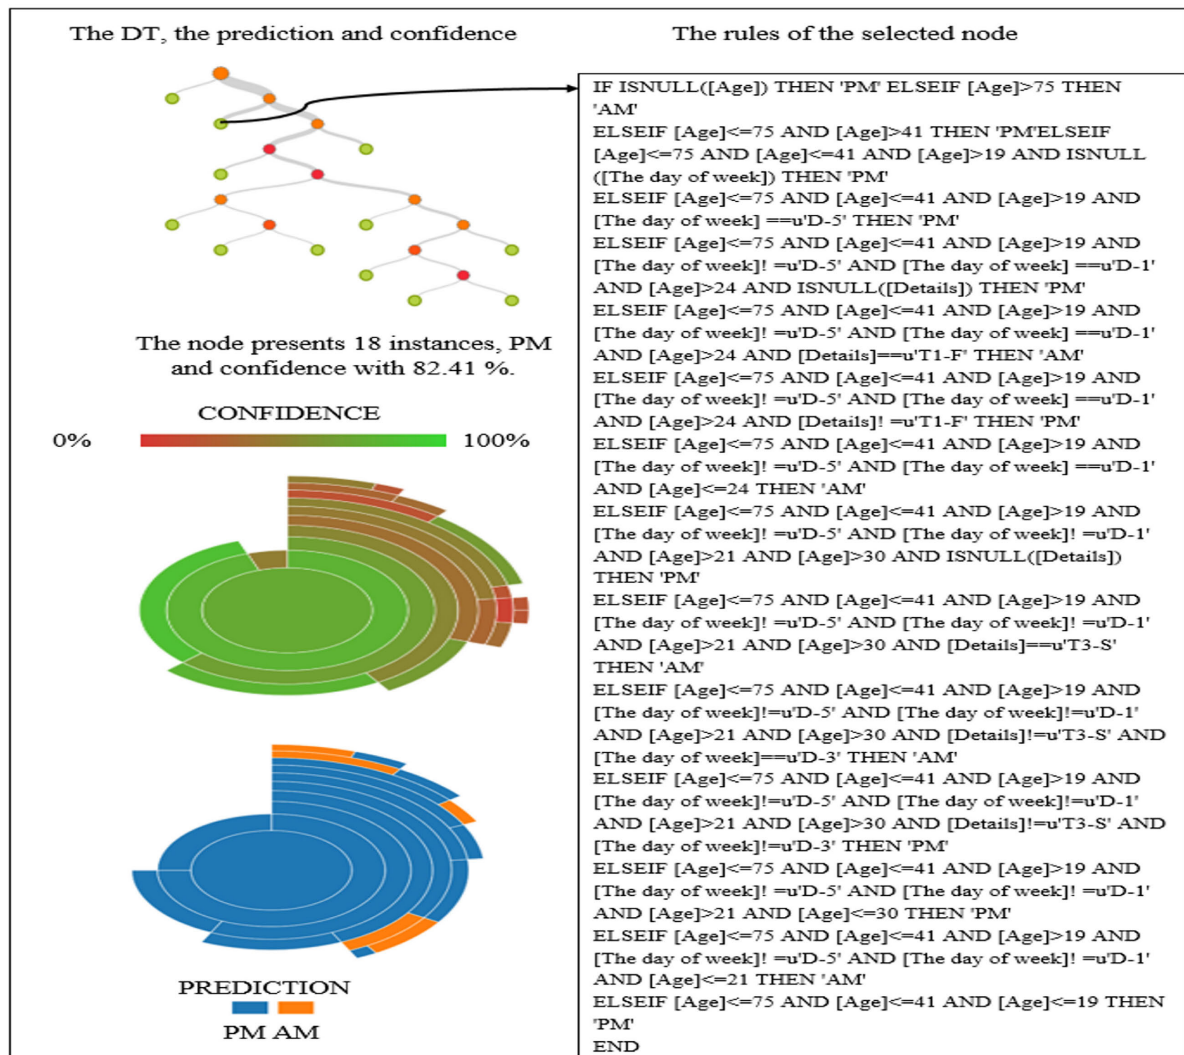 The DT, the prediction and confidence
The rules of the selected node
The node presents 18 instances, PM
and confidence with 82.41 %.
CONFIDENCE
0%
100%
PREDICTION
PM AM
IF ISNULL([Age]) THEN 'PM' ELSEIF [Age]>75 THEN
'AM'
ELSEIF [Age]<=75 AND [Age]>41 THEN 'PM'ELSEIF
[Age]<=75 AND [Age]<=41 AND [Age]>19 AND ISNULL
([The day of week]) THEN 'PM'
ELSEIF [Age]<=75 AND [Age]<=41 AND [Age]>19 AND
[The day of week] ==u'D-5' THEN 'PM'
ELSEIF [Age]<=75 AND [Age]<=41 AND [Age]>19 AND
[The day of week]! =u'D-5' AND [The day of week] ==u'D-1'
AND [Age]>24 AND ISNULL([Details]) THEN 'PM'
ELSEIF [Age]<=75 AND [Age]<=41 AND [Age]>19 AND
[The day of week]! =u'D-5' AND [The day of week] ==u'D-1'
AND [Age]>24 AND [Details]==u'T1-F' THEN 'AM'
ELSEIF [Age]<=75 AND [Age]<=41 AND [Age]>19 AND
[The day of week]! =u'D-5' AND [The day of week] ==u'D-1'
AND [Age]>24 AND [Details]! =u'T1-F' THEN 'PM'
ELSEIF [Age]<=75 AND [Age]<=41 AND [Age]>19 AND
[The day of week]! =u'D-5' AND [The day of week] ==u'D-1'
AND [Age]<=24 THEN 'AM'
ELSEIF [Age]<=75 AND [Age]<=41 AND [Age]>19 AND
[The day of week]! =u'D-5' AND [The day of week]! =u'D-1'
AND [Age]>21 AND [Age]>30 AND ISNULL([Details])
THEN 'PM'
ELSEIF [Age]<=75 AND [Age]<=41 AND [Age]>19 AND
[The day of week]! =u'D-5' AND [The day of week]! =u'D-1'
AND [Age]>21 AND [Age]>30 AND [Details]==u'T3-S'
THEN 'AM'
ELSEIF [Age]<=75 AND [Age]<=41 AND [Age]>19 AND
[The day of week]!=u'D-5' AND [The day of week]!=u'D-1'
AND [Age]>21 AND [Age]>30 AND [Details]!=u'T3-S' AND
[The day of week]==u'D-3' THEN 'AM'
ELSEIF [Age]<=75 AND [Age]<=41 AND [Age]>19 AND
[The day of week]!=u'D-5' AND [The day of week]!=u'D-1'
AND [Age]>21 AND [Age]>30 AND [Details]!=u'T3-S' AND
[The day of week]!=u'D-3' THEN 'PM'
ELSEIF [Age]<=75 AND [Age]<=41 AND [Age]>19 AND
[The day of week]! =u'D-5' AND [The day of week]! =u'D-1'
AND [Age]>21 AND [Age]<=30 THEN 'PM'
ELSEIF [Age]<=75 AND [Age]<=41 AND [Age]>19 AND
[The day of week]! =u'D-5' AND [The day of week]! =u'D-1'
AND [Age]<=21 THEN 'AM'
ELSEIF [Age]<=75 AND [Age]<=41 AND [Age]<=19 THEN
'PM'
END